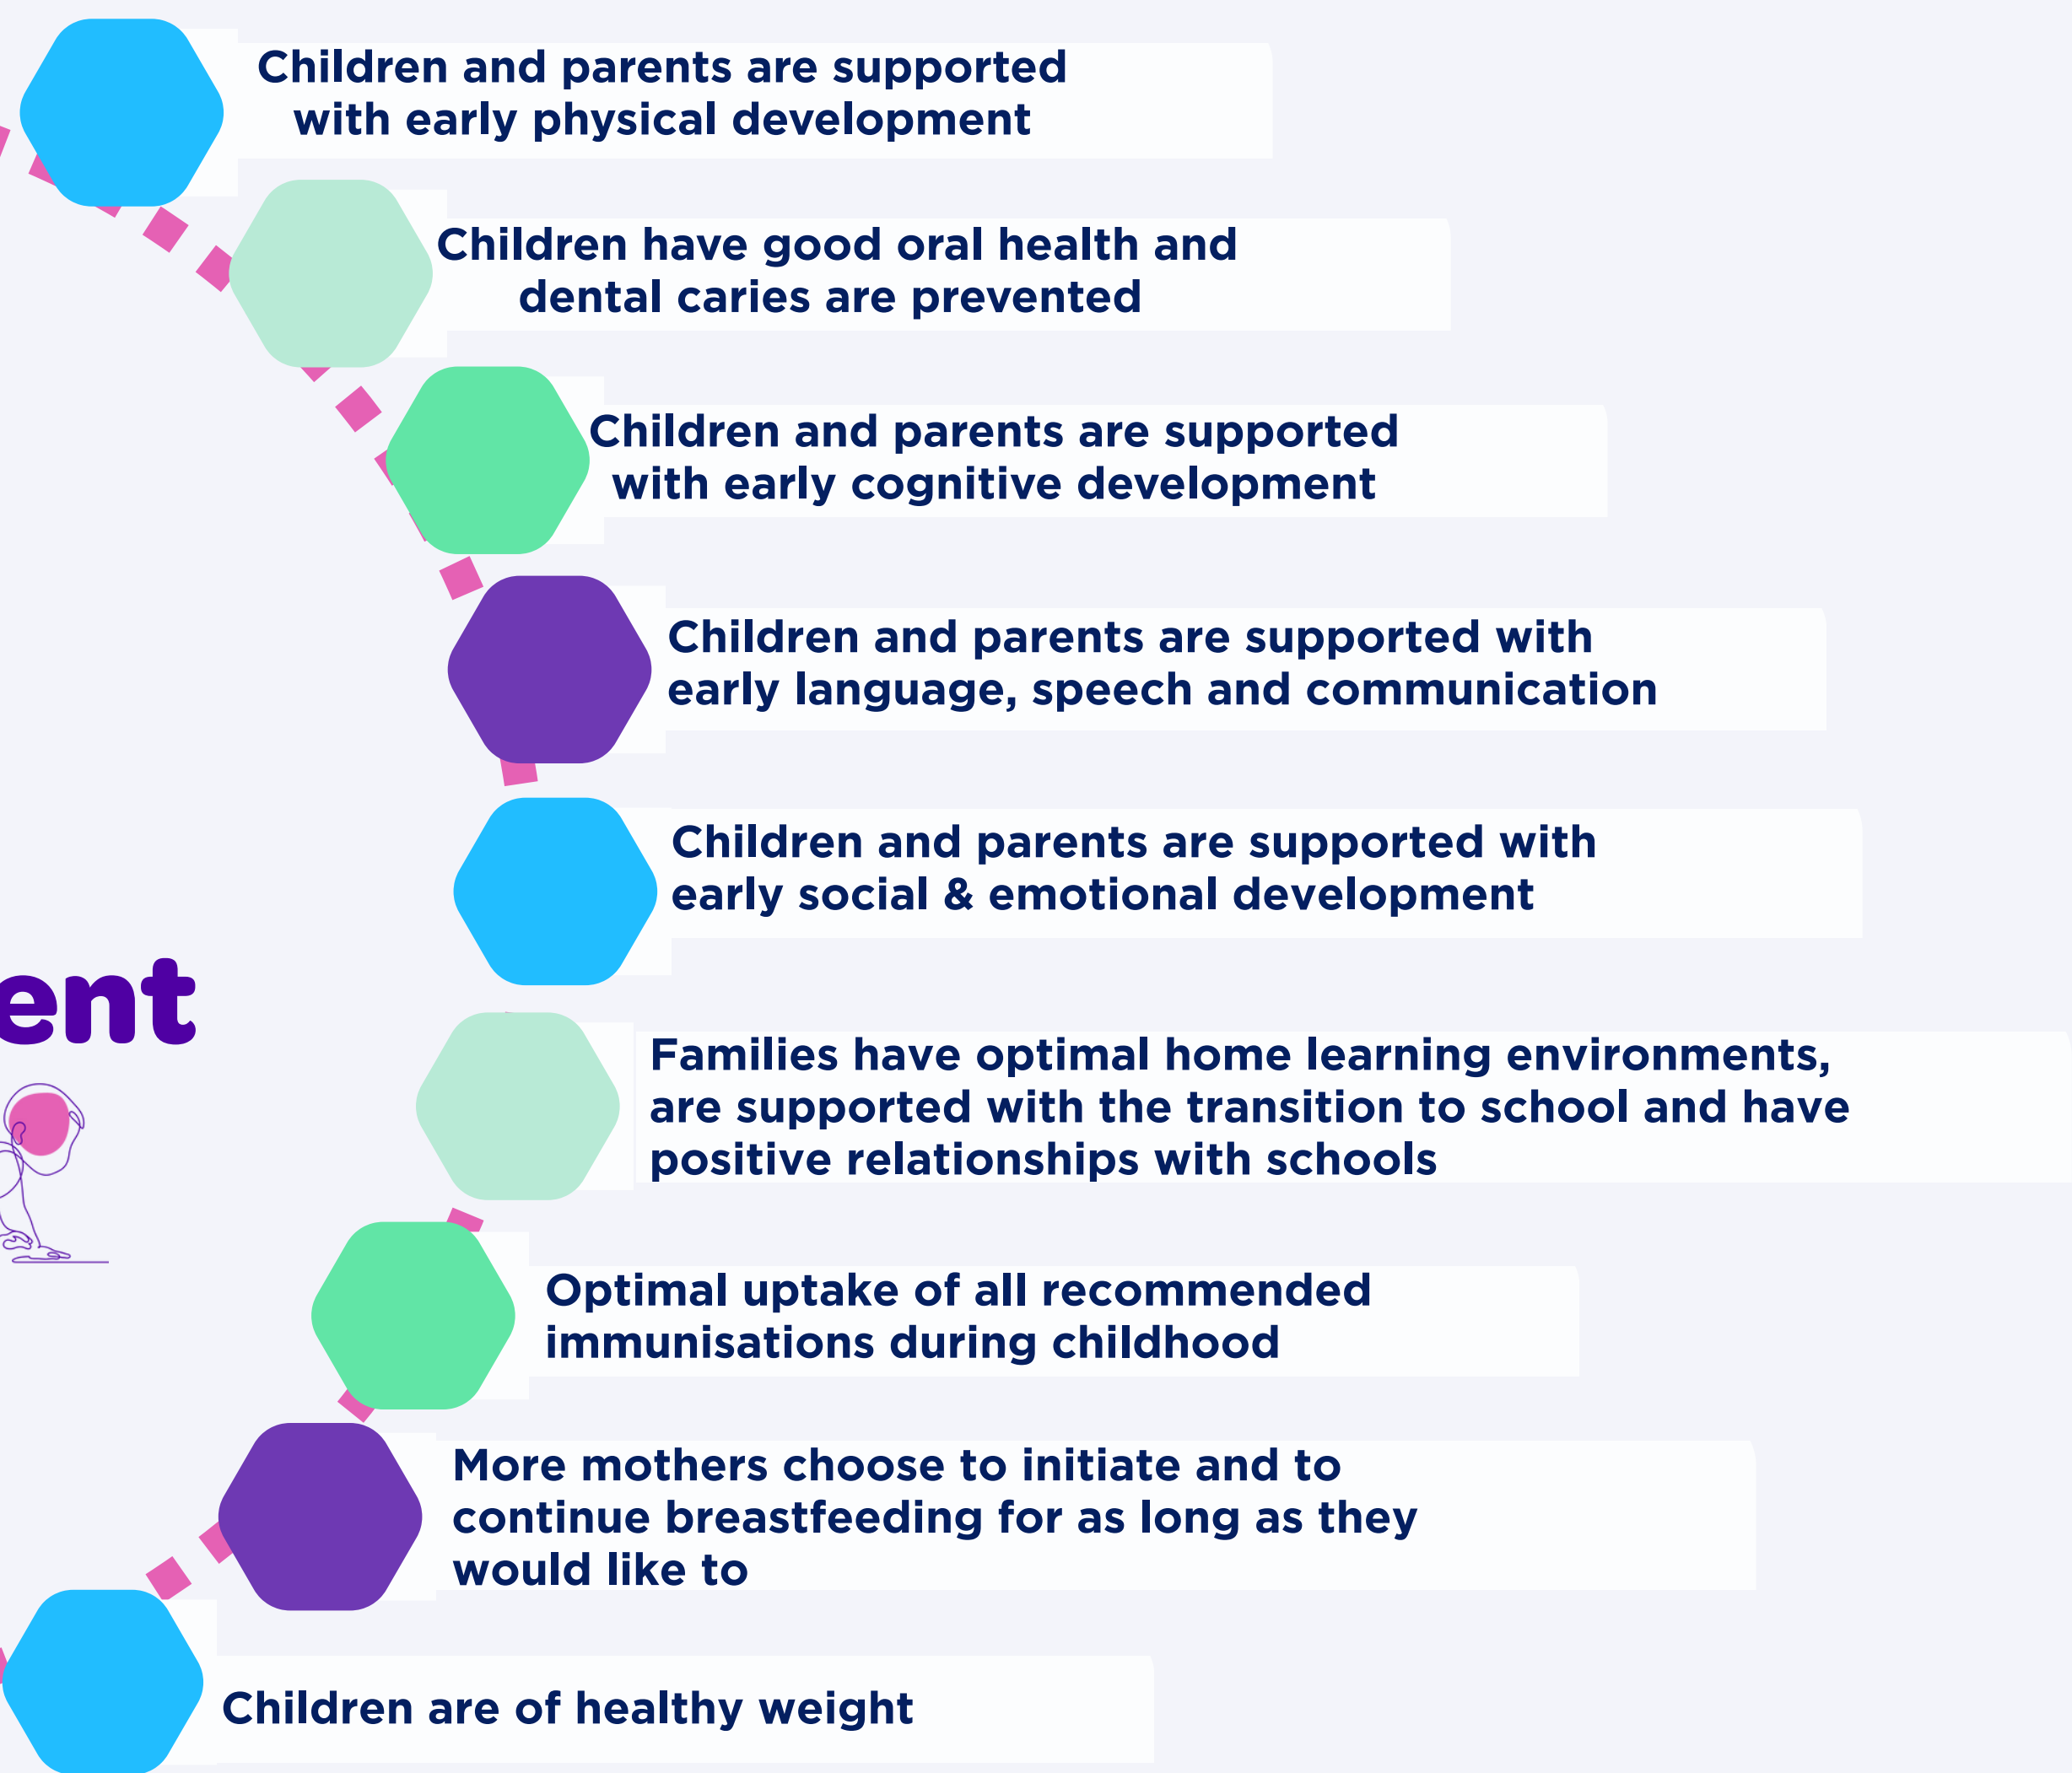 Children and parents are supported
with early physical development
Children have good oral health and
dental caries are prevented
Children and parents are supported
with early cognitive development
Children and parents are supported with
early language, speech and communication
Children and parents are supported with
early social & emotional development
ent
Families have optimal home learning environments,
are supported with the transition to school and have
positive relationships with schools
Optimal uptake of all recommended
immunisations during childhood
More mothers choose to initiate and to
continue breastfeeding for as long as they
would like to
Children are of healthy weight